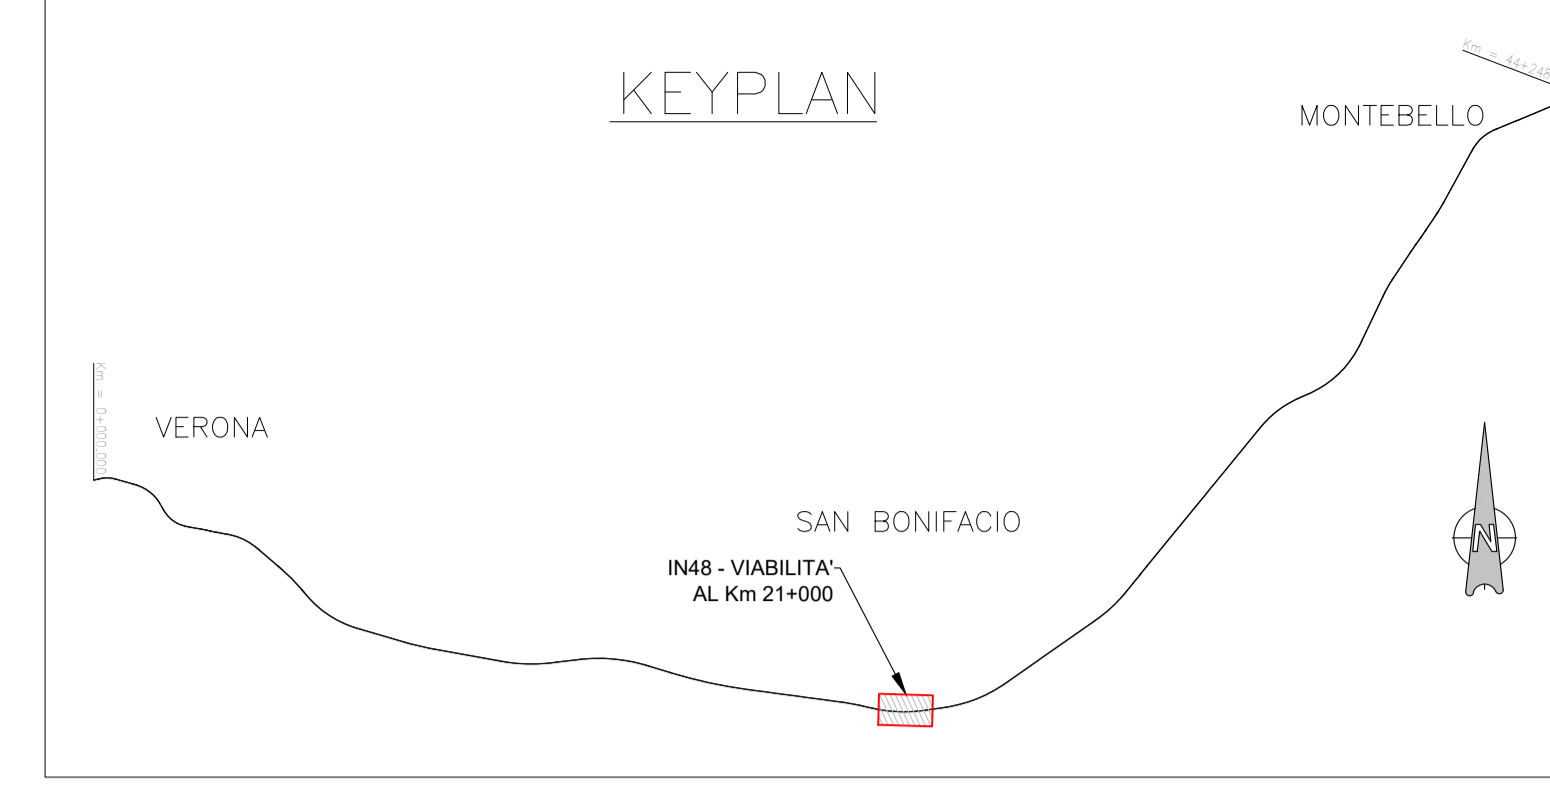 KEYPLAN
Km = 44+248
MONTEBELLO
Km = 0+000.000
VERONA
SAN BONIFACIO
IN48 - VIABILITA'
AL Km 21+000
N